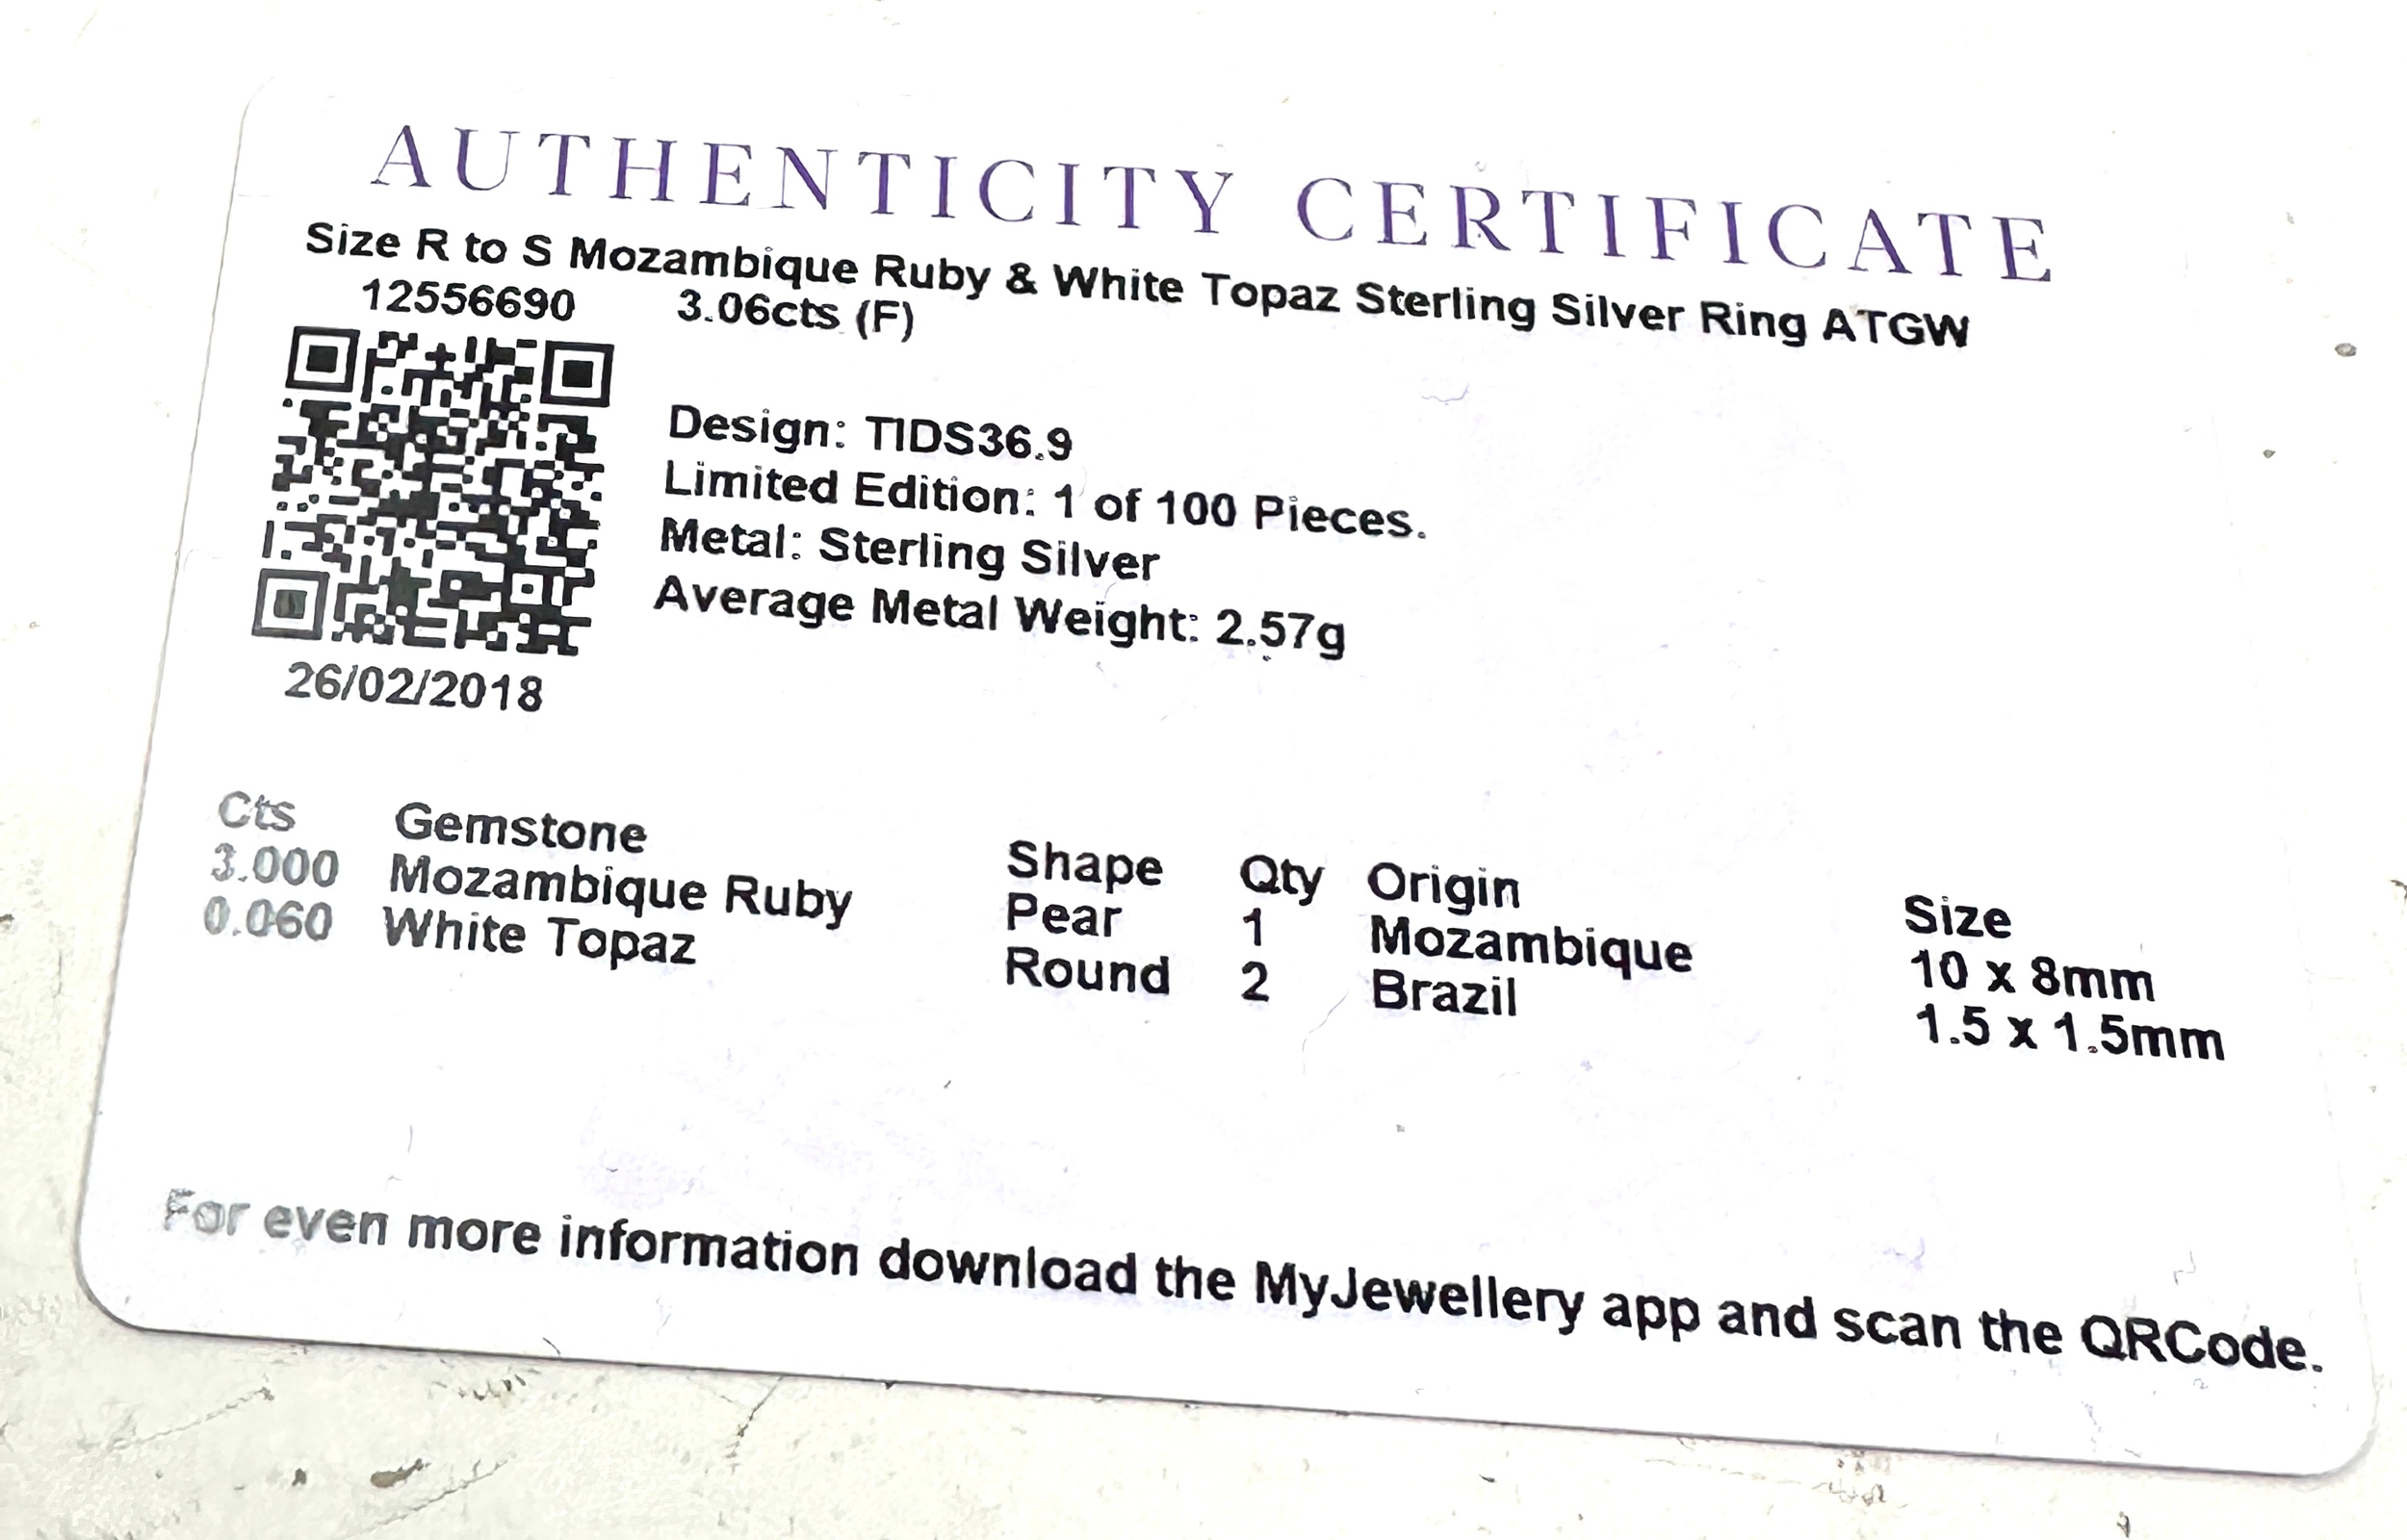 AUTHENTICITY CERTIFICATE
Size R to S Mozambique Ruby & White Topaz Sterling Silver Ring ATGW
12556690 3.06cts (F)
Design: TIDS36.9
Limited Edition: 1 of 100 Pieces.
Metal: Sterling Silver
Average Metal Weight: 2.57g
26/02/2018
Cts Gemstone Shape Qty Origin Size
3.000 Mozambique Ruby Pear 1 Mozambique 10 x 8mm
0.060 White Topaz Round 2 Brazil 1.5 x 1.5mm
For even more information download the MyJewellery app and scan the QRCode.